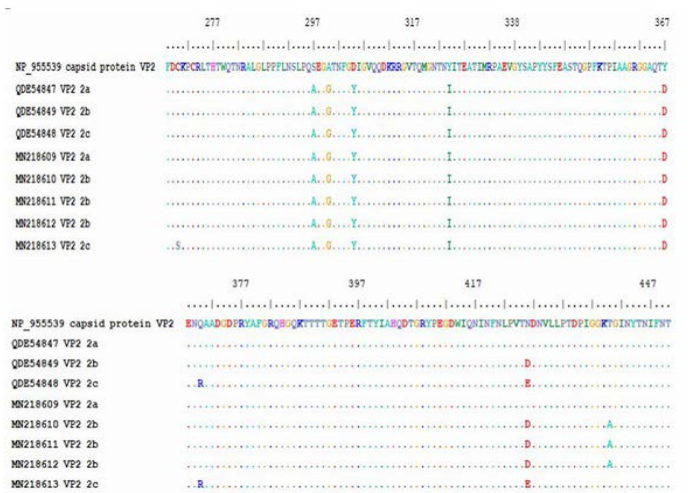 277 297 317 338 367
NP_955539 capsid protein VP2 FDCKPCRLTHTWQTNRALGLPPFLNSLPQSEGATNFGDIGVQQDKRRGVTQMGNTNYITEATIMRPAEVGYSAPYYSFEASTQGPFKTPIAAGRGGAQTY
QDE54847 VP2 2a .............................A..G....Y..................I..........................................D
QDE54849 VP2 2b .............................A..G....Y..................I..........................................D
QDE54848 VP2 2c .............................A..G....Y..................I..........................................D
MN218609 VP2 2a .............................A..G....Y..................I..........................................D
MN218610 VP2 2b .............................A..G....Y..................I..........................................D
MN218611 VP2 2b .............................A..G....Y..................I..........................................D
MN218612 VP2 2b .............................A..G....Y..................I..........................................D
MN218613 VP2 2c ..S..........................A..G....Y..................I..........................................D
377 397 417 447
NP_955539 capsid protein VP2 ENQAADGDPRYAFGRQHGQKTTTTGETPERFTYIAHQDTGRYPEGDWIQNINFNLPVTNDNVLLPTDPIGGKTGINYTNIFNT
QDE54847 VP2 2a ...................................................................................
QDE54849 VP2 2b ..........................................................D........................
QDE54848 VP2 2c ..R.......................................................E........................
MN218609 VP2 2a ...................................................................................
MN218610 VP2 2b ..........................................................D.............A..........
MN218611 VP2 2b ..........................................................D.............A..........
MN218612 VP2 2b ..........................................................D.............A..........
MN218613 VP2 2c ..R.......................................................E........................